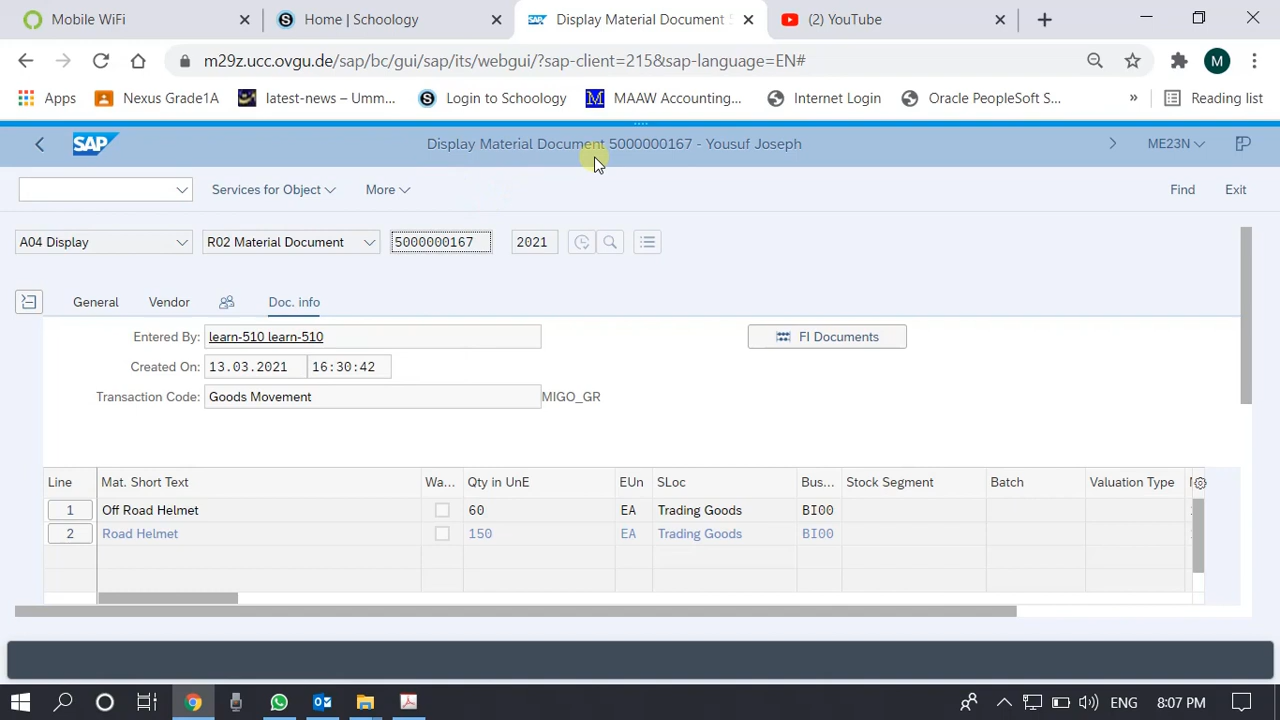 Mobile WiFi
Home | Schoology
Display Material Document 5
(2) YouTube
m29z.ucc.ovgu.de/sap/bc/gui/sap/its/webgui/?sap-client=215&sap-language=EN#
M
Apps
Nexus Grade1A
latest-news – Umm...
Login to Schoology
M MAAW Accounting...
Internet Login
Oracle PeopleSoft S...
»
Reading list
SAP
Display Material Document 5000000167 - Yousuf Joseph
ME23N
Services for Object
More
Find
Exit
A04 Display
R02 Material Document
5000000167
2021
General
Vendor
Doc. info
Entered By:
learn-510 learn-510
FI Documents
Created On:
13.03.2021
16:30:42
Transaction Code:
Goods Movement
MIGO_GR
Line
Mat. Short Text
Wa...
Qty in UnE
EUn
SLoc
Bus...
Stock Segment
Batch
Valuation Type
1
Off Road Helmet
60
EA
Trading Goods
BI00
2
Road Helmet
150
EA
Trading Goods
BI00
ENG
8:07 PM